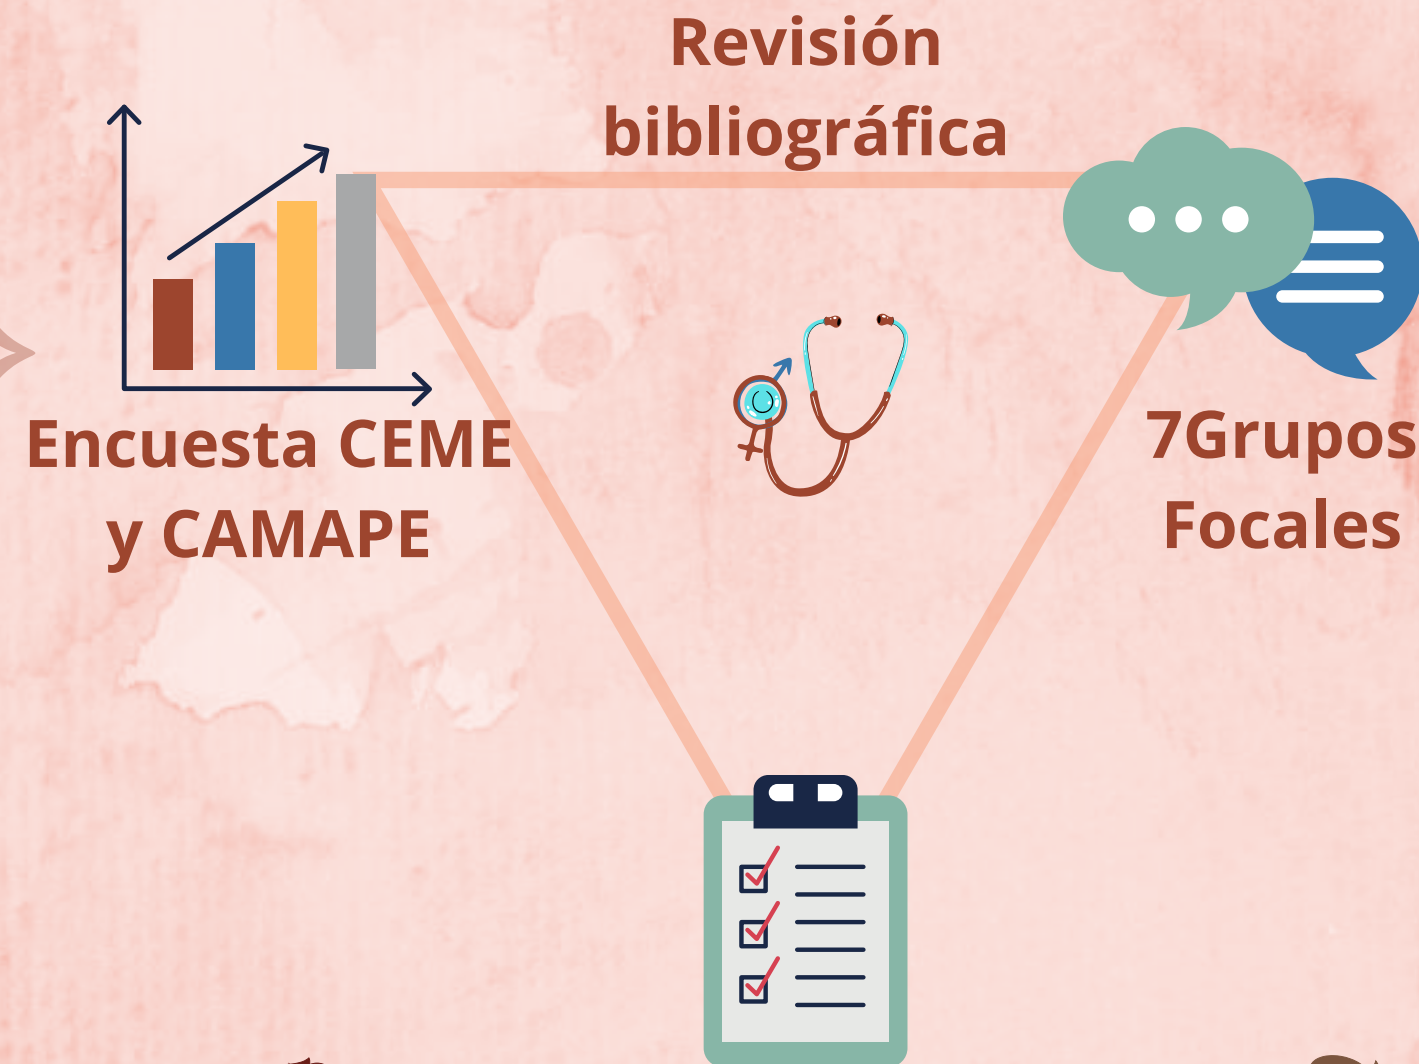 Revisión
bibliográfica
Encuesta CEME
y CAMAPE
7Grupos
Focales